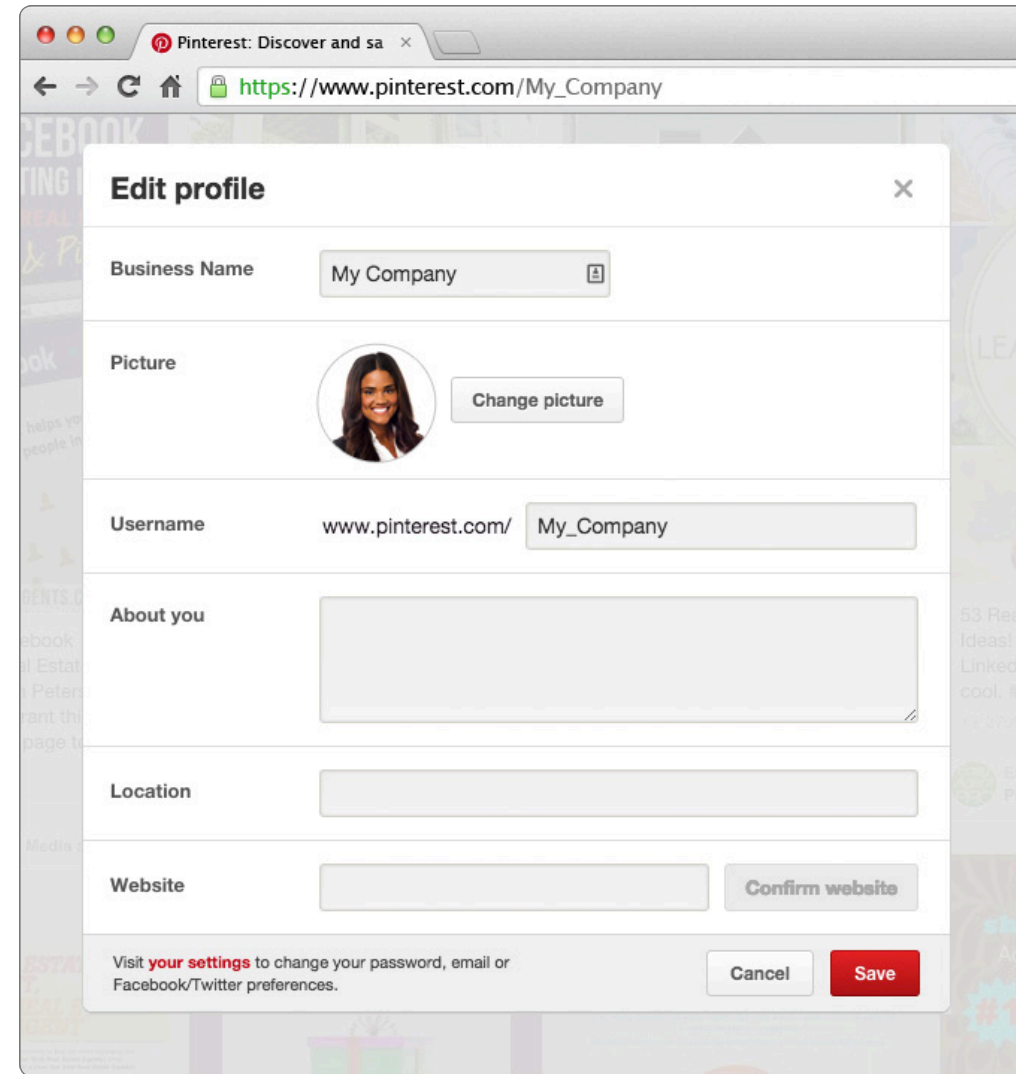 Pinterest: Discover and sa
https://www.pinterest.com/My_Company
Edit profile
Business Name
My Company
Picture
Change picture
Username
www.pinterest.com/
My_Company
About you
Location
Website
Confirm website
Visit your settings to change your password, email or
Facebook/Twitter preferences.
Cancel
Save